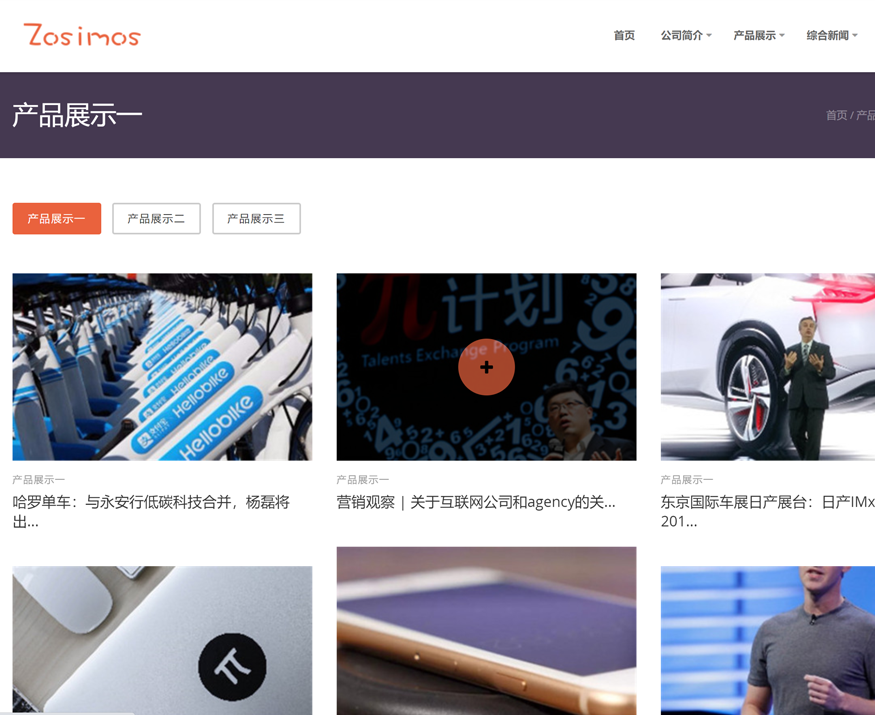 Zosimos
首页 公司简介 产品展示 综合新闻
产品展示一
首页 / 产品
产品展示一 产品展示二 产品展示三
Hellobike
Hellobike
Hellobike
π计划
Talents Exchange Program
产品展示一
哈罗单车：与永安行低碳科技合并，杨磊将
出...
产品展示一
营销观察 | 关于互联网公司和agency的关...
产品展示一
东京国际车展日产展台：日产IMx
201...
π